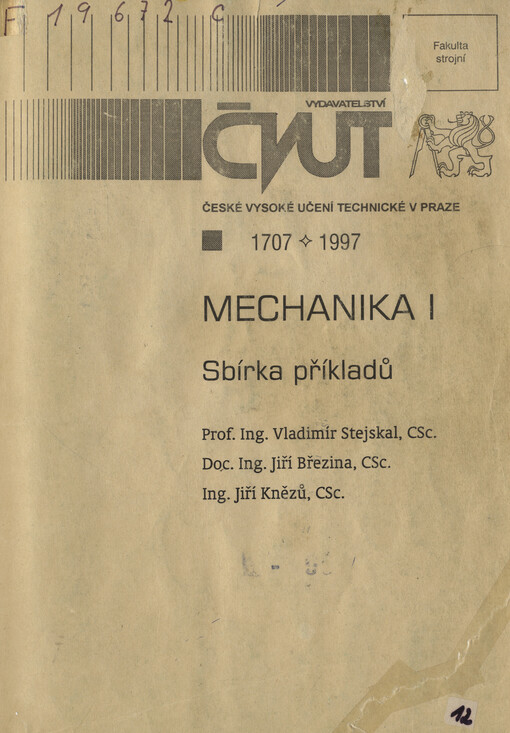 F 19672 C
Fakulta
strojní
VYDAVATELSTVÍ
ČVUT
ČESKÉ VYSOKÉ UČENÍ TECHNICKÉ V PRAZE
1707 ✧ 1997
MECHANIKA I
Sbírka příkladů
Prof. Ing. Vladimír Stejskal, CSc.
Doc. Ing. Jiří Březina, CSc.
Ing. Jiří Knězů, CSc.
12